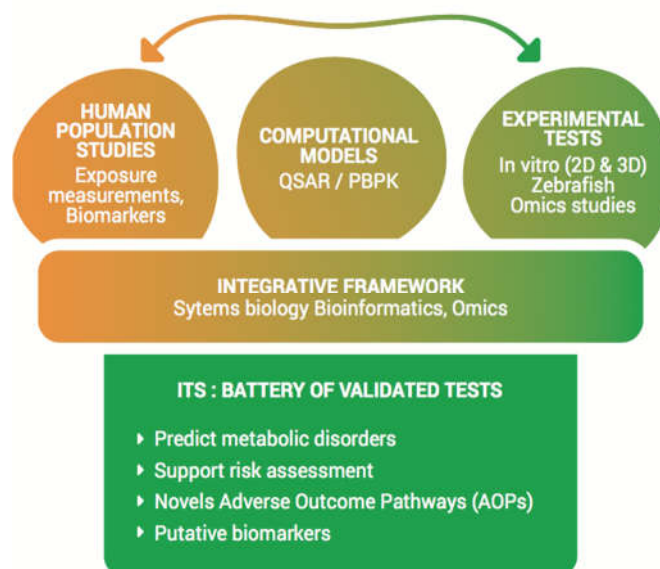 HUMAN
POPULATION
STUDIES
Exposure
measurements,
Biomarkers
COMPUTATIONAL
MODELS
QSAR / PBPK
EXPERIMENTAL
TESTS
In vitro (2D & 3D)
Zebrafish
Omics studies
INTEGRATIVE FRAMEWORK
Sytems biology Bioinformatics, Omics
ITS : BATTERY OF VALIDATED TESTS
Predict metabolic disorders
Support risk assessment
Novels Adverse Outcome Pathways (AOPs)
Putative biomarkers